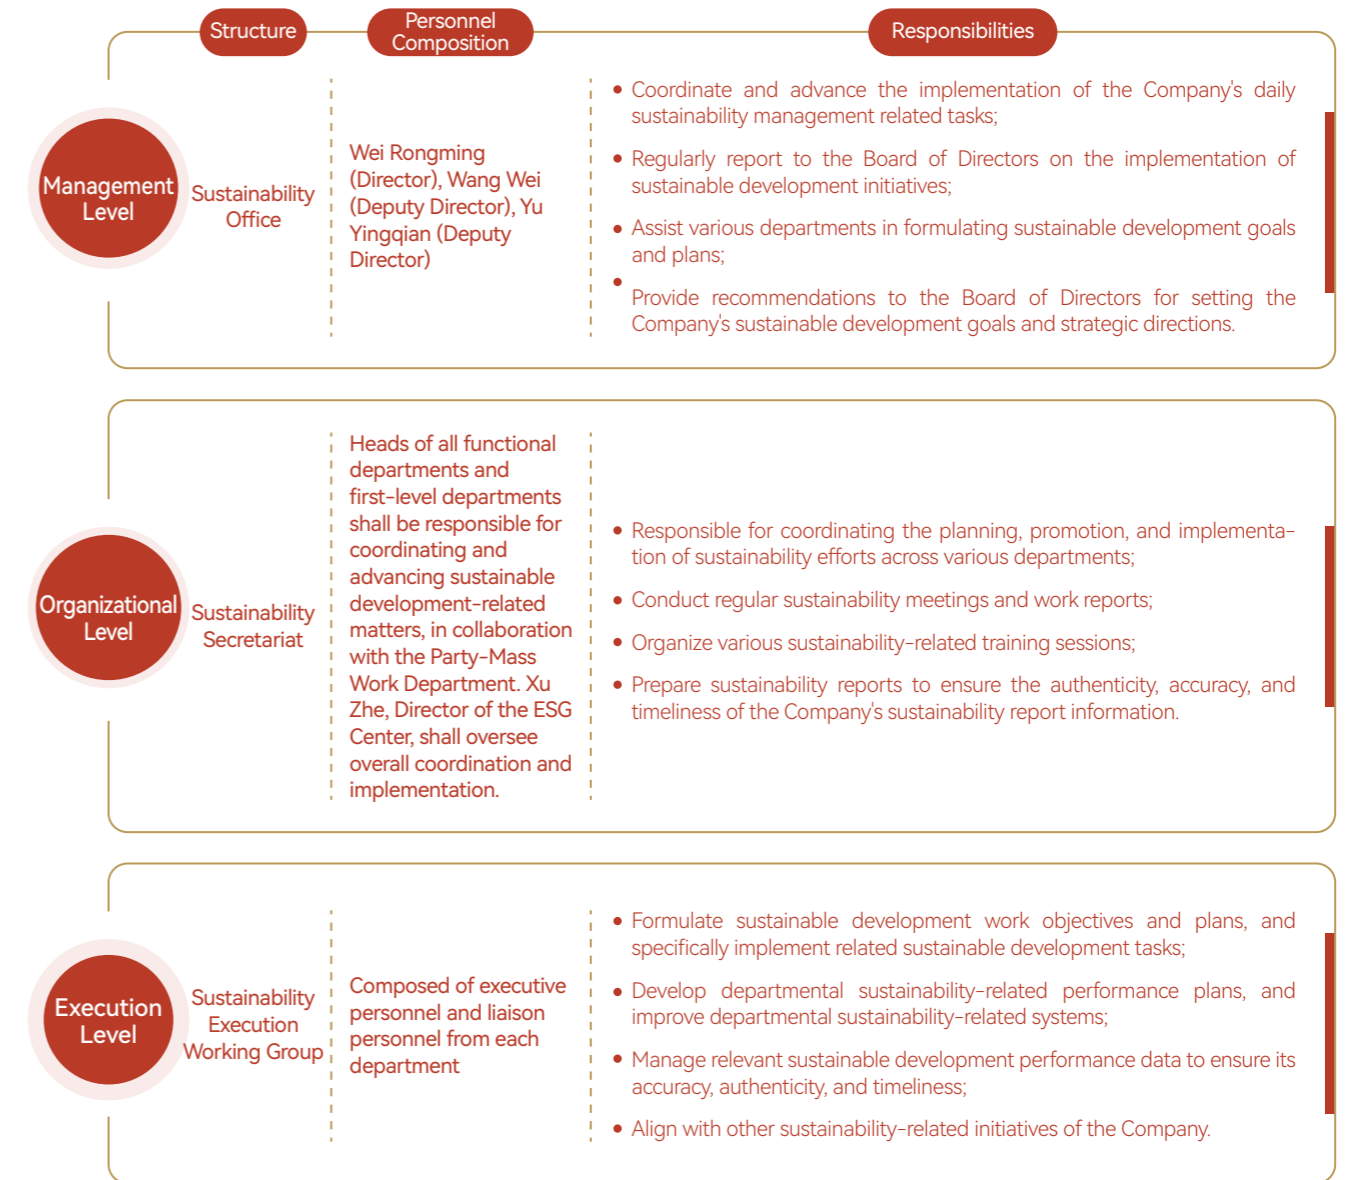 Structure
Personnel
Composition
Responsibilities
Management
Level
Sustainability
Office
Wei Rongming
(Director), Wang Wei
(Deputy Director), Yu
Yingqian (Deputy
Director)
• Coordinate and advance the implementation of the Company's daily
sustainability management related tasks;
• Regularly report to the Board of Directors on the implementation of
sustainable development initiatives;
• Assist various departments in formulating sustainable development goals
and plans;
• Provide recommendations to the Board of Directors for setting the
Company's sustainable development goals and strategic directions.
Organizational
Level
Sustainability
Secretariat
Heads of all functional
departments and
first-level departments
shall be responsible for
coordinating and
advancing sustainable
development-related
matters, in collaboration
with the Party-Mass
Work Department. Xu
Zhe, Director of the ESG
Center, shall oversee
overall coordination and
implementation.
• Responsible for coordinating the planning, promotion, and implementa-
tion of sustainability efforts across various departments;
• Conduct regular sustainability meetings and work reports;
• Organize various sustainability-related training sessions;
• Prepare sustainability reports to ensure the authenticity, accuracy, and
timeliness of the Company's sustainability report information.
Execution
Level
Sustainability
Execution
Working Group
Composed of executive
personnel and liaison
personnel from each
department
• Formulate sustainable development work objectives and plans, and
specifically implement related sustainable development tasks;
• Develop departmental sustainability-related performance plans, and
improve departmental sustainability-related systems;
• Manage relevant sustainable development performance data to ensure its
accuracy, authenticity, and timeliness;
• Align with other sustainability-related initiatives of the Company.